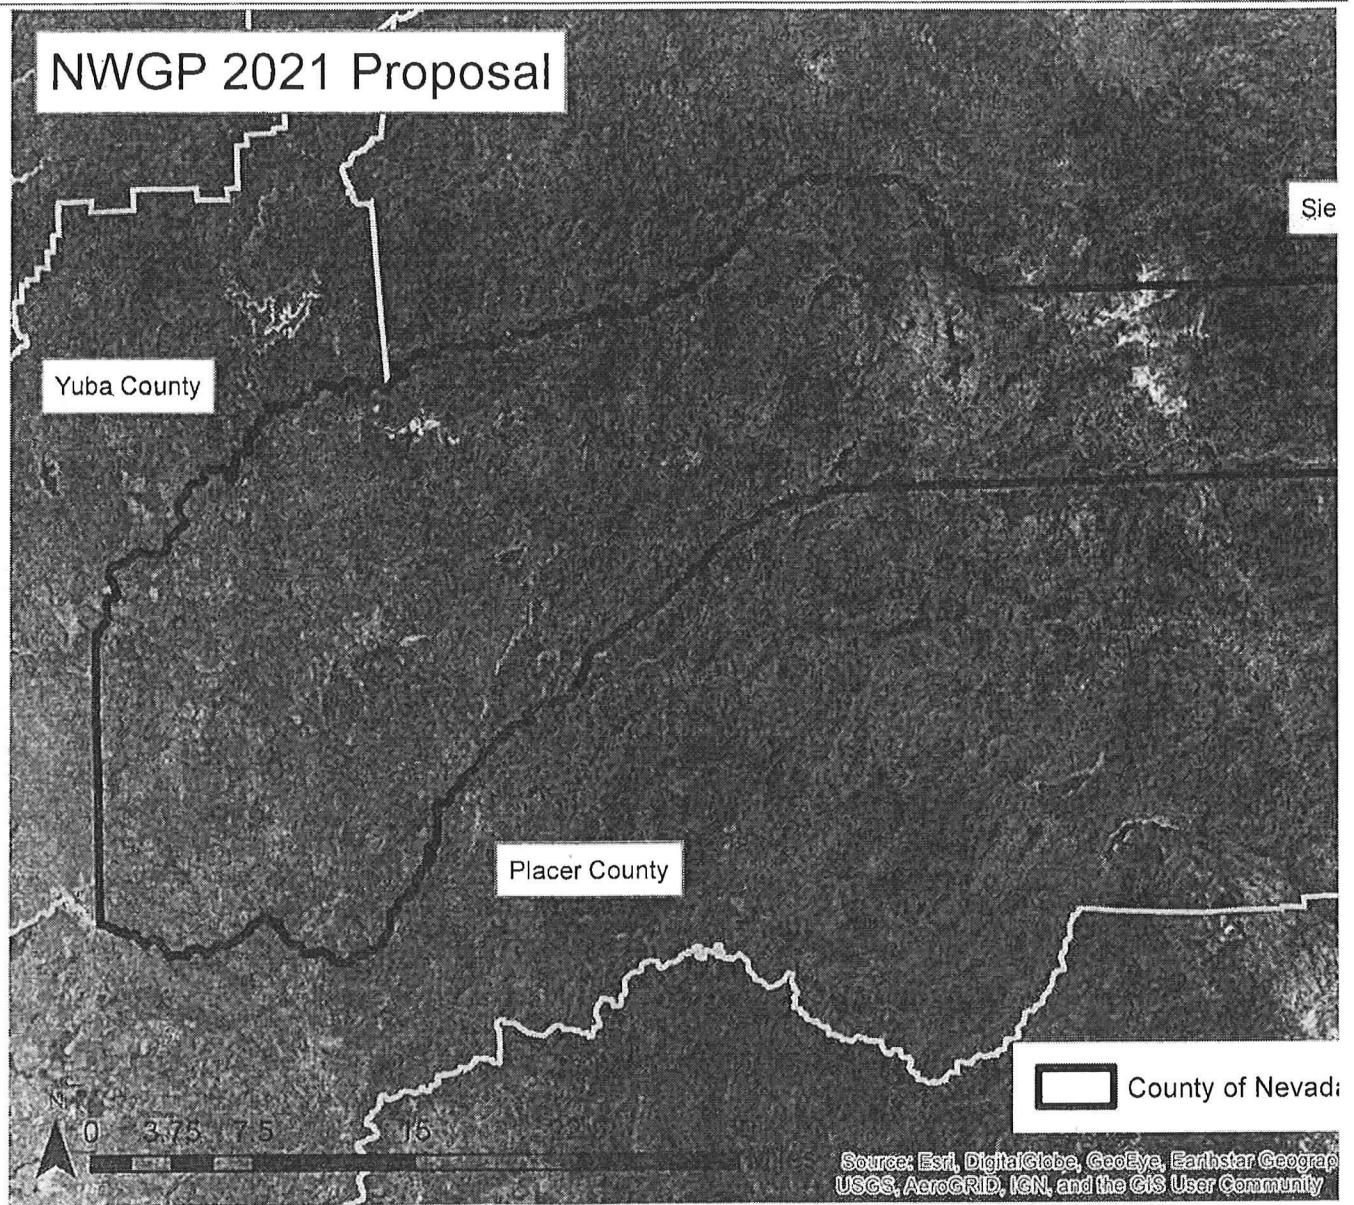 NWGP 2021 Proposal
Sie
Yuba County
Placer County
County of Nevada
N
0 3.75 7.5 15
Source: Esri, DigitalGlobe, GeoEye, Earthstar Geograp
USGS, AeroGRID, IGN, and the GIS User Community